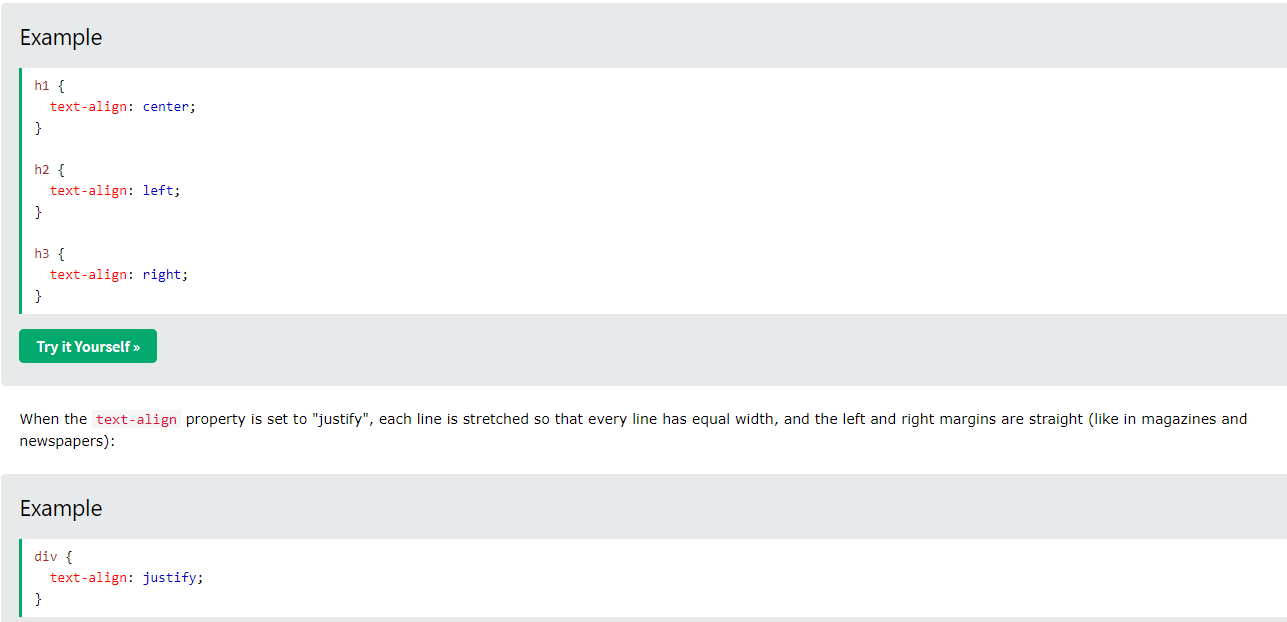 Example
h1 {
  text-align: center;
}
h2 {
  text-align: left;
}
h3 {
  text-align: right;
}
Try it Yourself »
When the text-align property is set to "justify", each line is stretched so that every line has equal width, and the left and right margins are straight (like in magazines and
newspapers):
Example
div {
  text-align: justify;
}